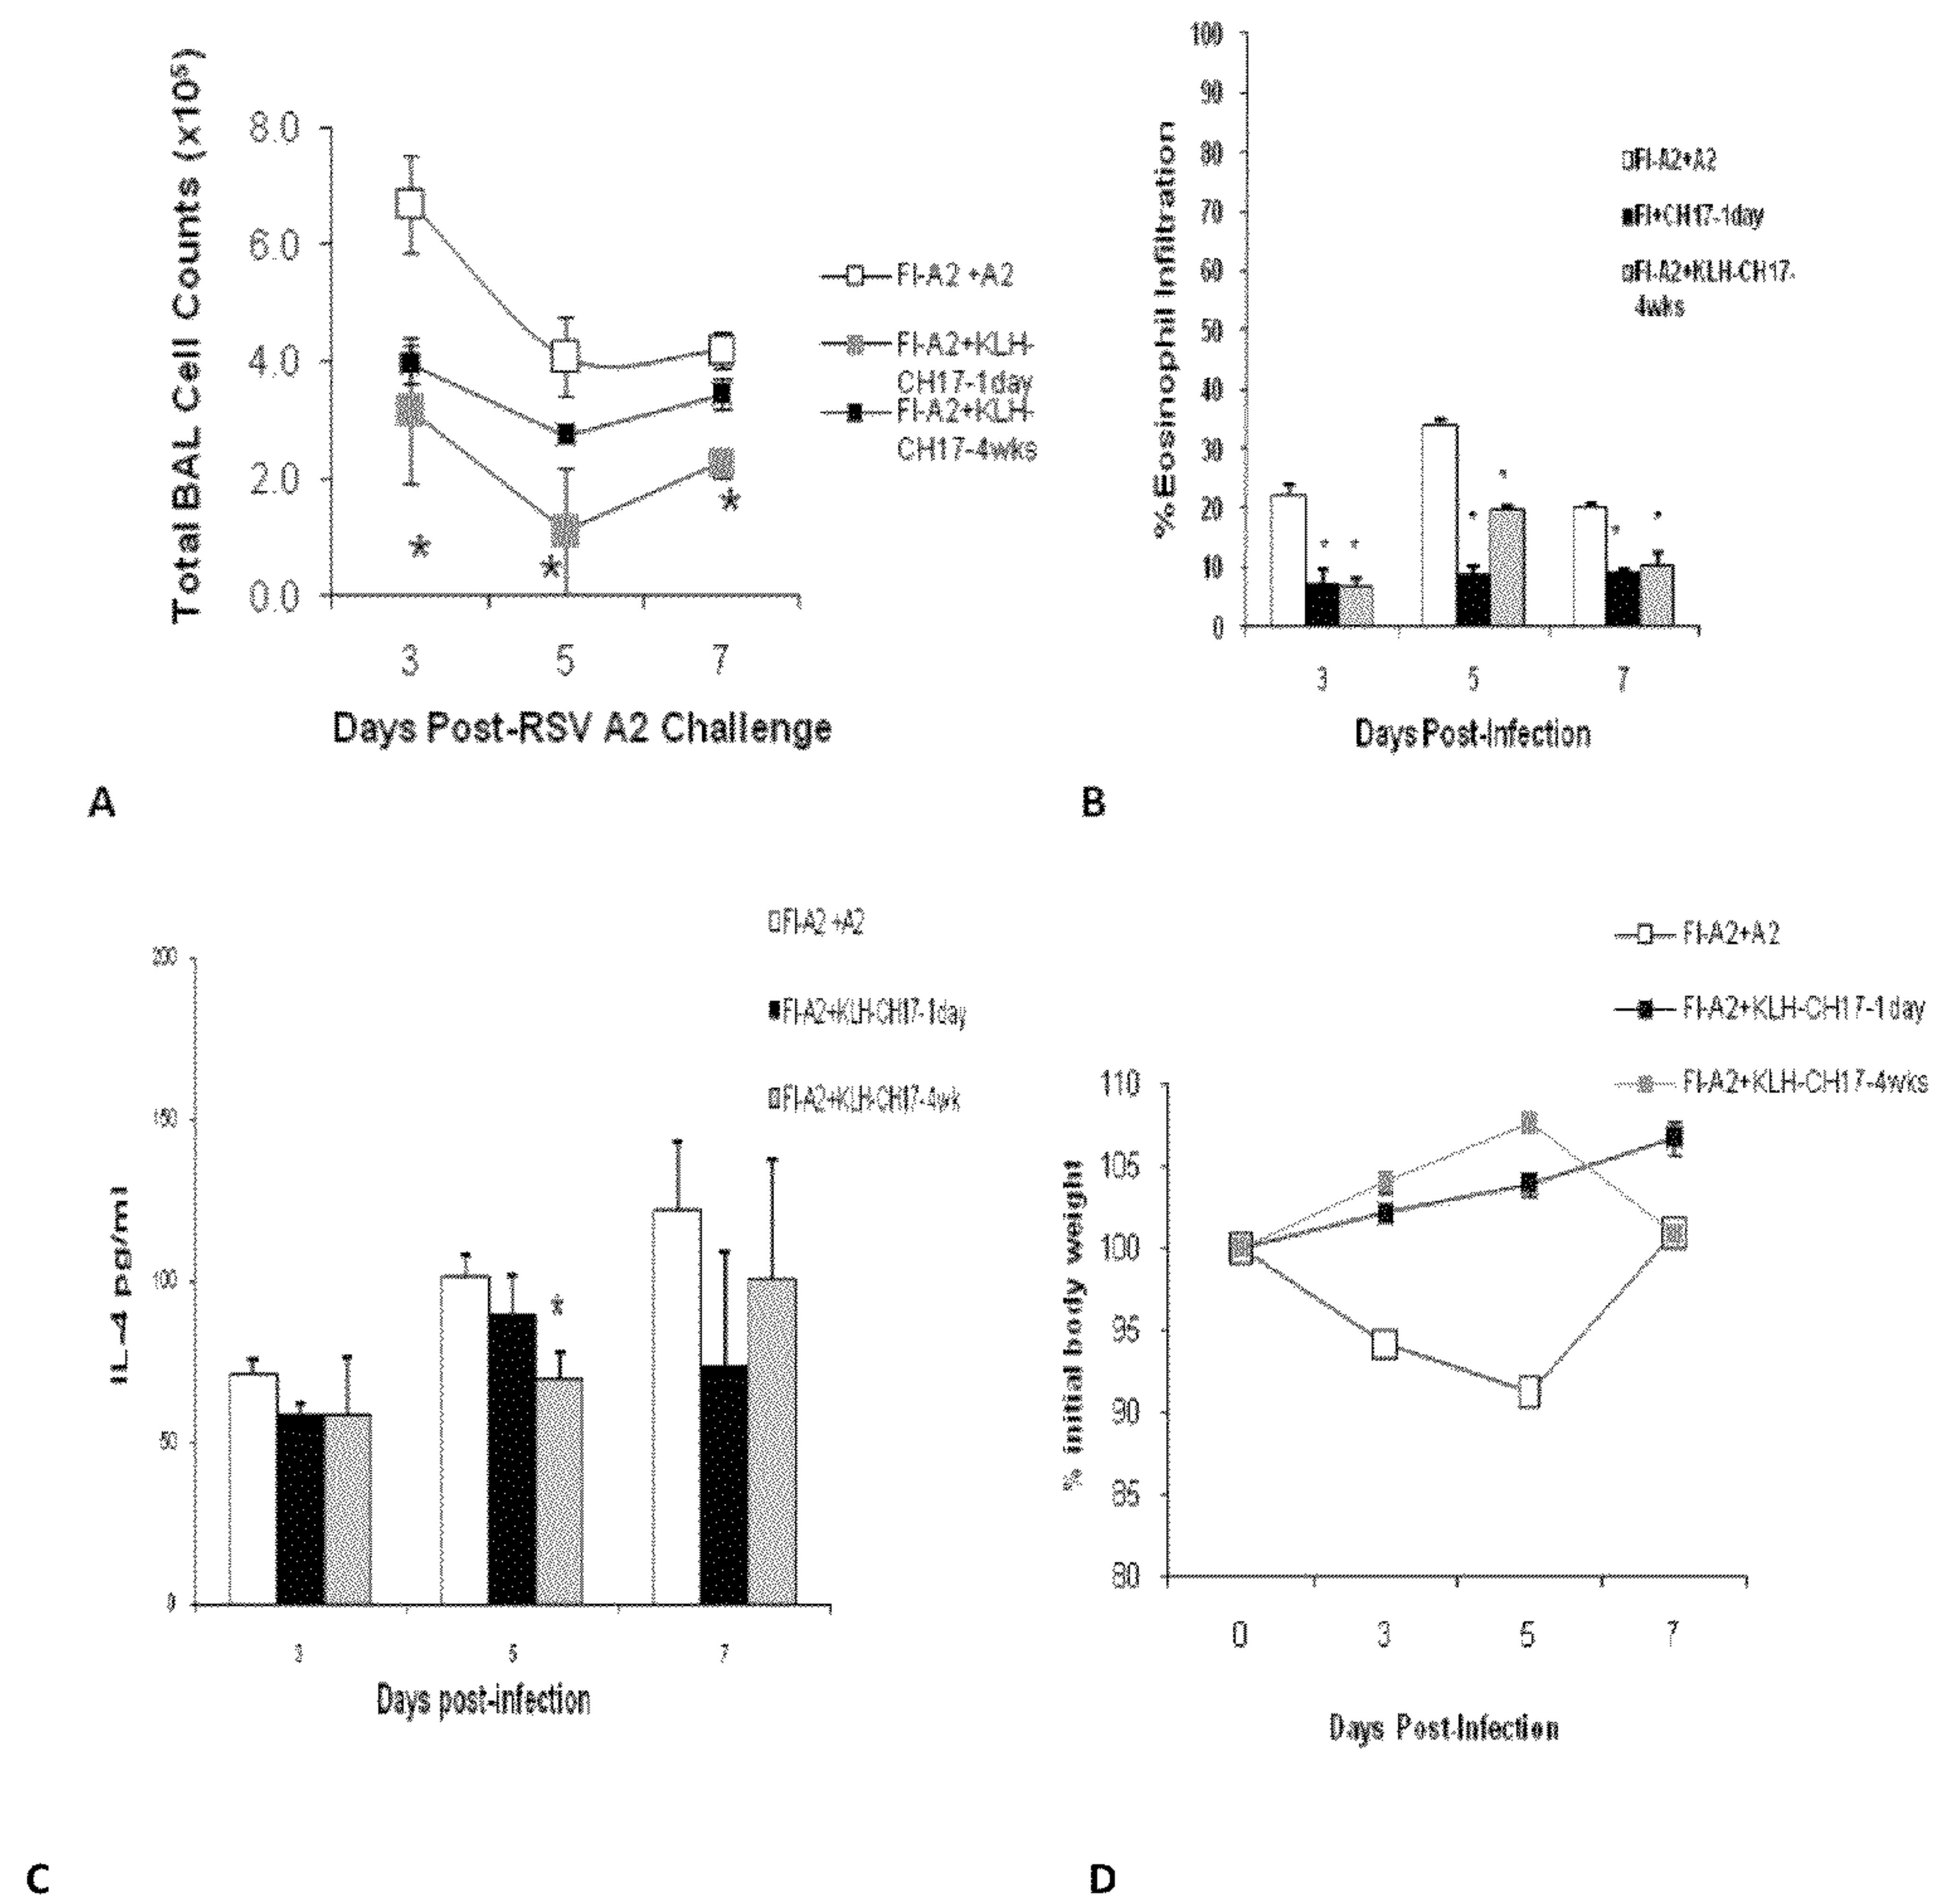 Total BAL Cell Counts (x10⁵)
8.0
6.0
4.0
2.0
0.0
*
*
*
3 5 7
Days Post-RSV A2 Challenge
FI-A2 +A2
FI-A2+KLH-
CH17-1day
FI-A2+KLH-
CH17-4wks
A
%Eosinophil Infiltration
100
90
80
70
60
50
40
30
20
10
0
* *
* *
* *
3 5 7
Days Post-Infection
FI-A2+A2
FI+CH17-1day
FI-A2+KLH-CH17-
4wks
B
IL-4 pg/ml
200
150
100
50
0
*
3 5 7
Days post-infection
FI-A2 +A2
FI-A2+KLH-CH17-1day
FI-A2+KLH-CH17-4wk
C
% initial body weight
110
105
100
95
90
85
80
0 3 5 7
Days Post-Infection
FI-A2+A2
FI-A2+KLH-CH17-1day
FI-A2+KLH-CH17-4wks
D